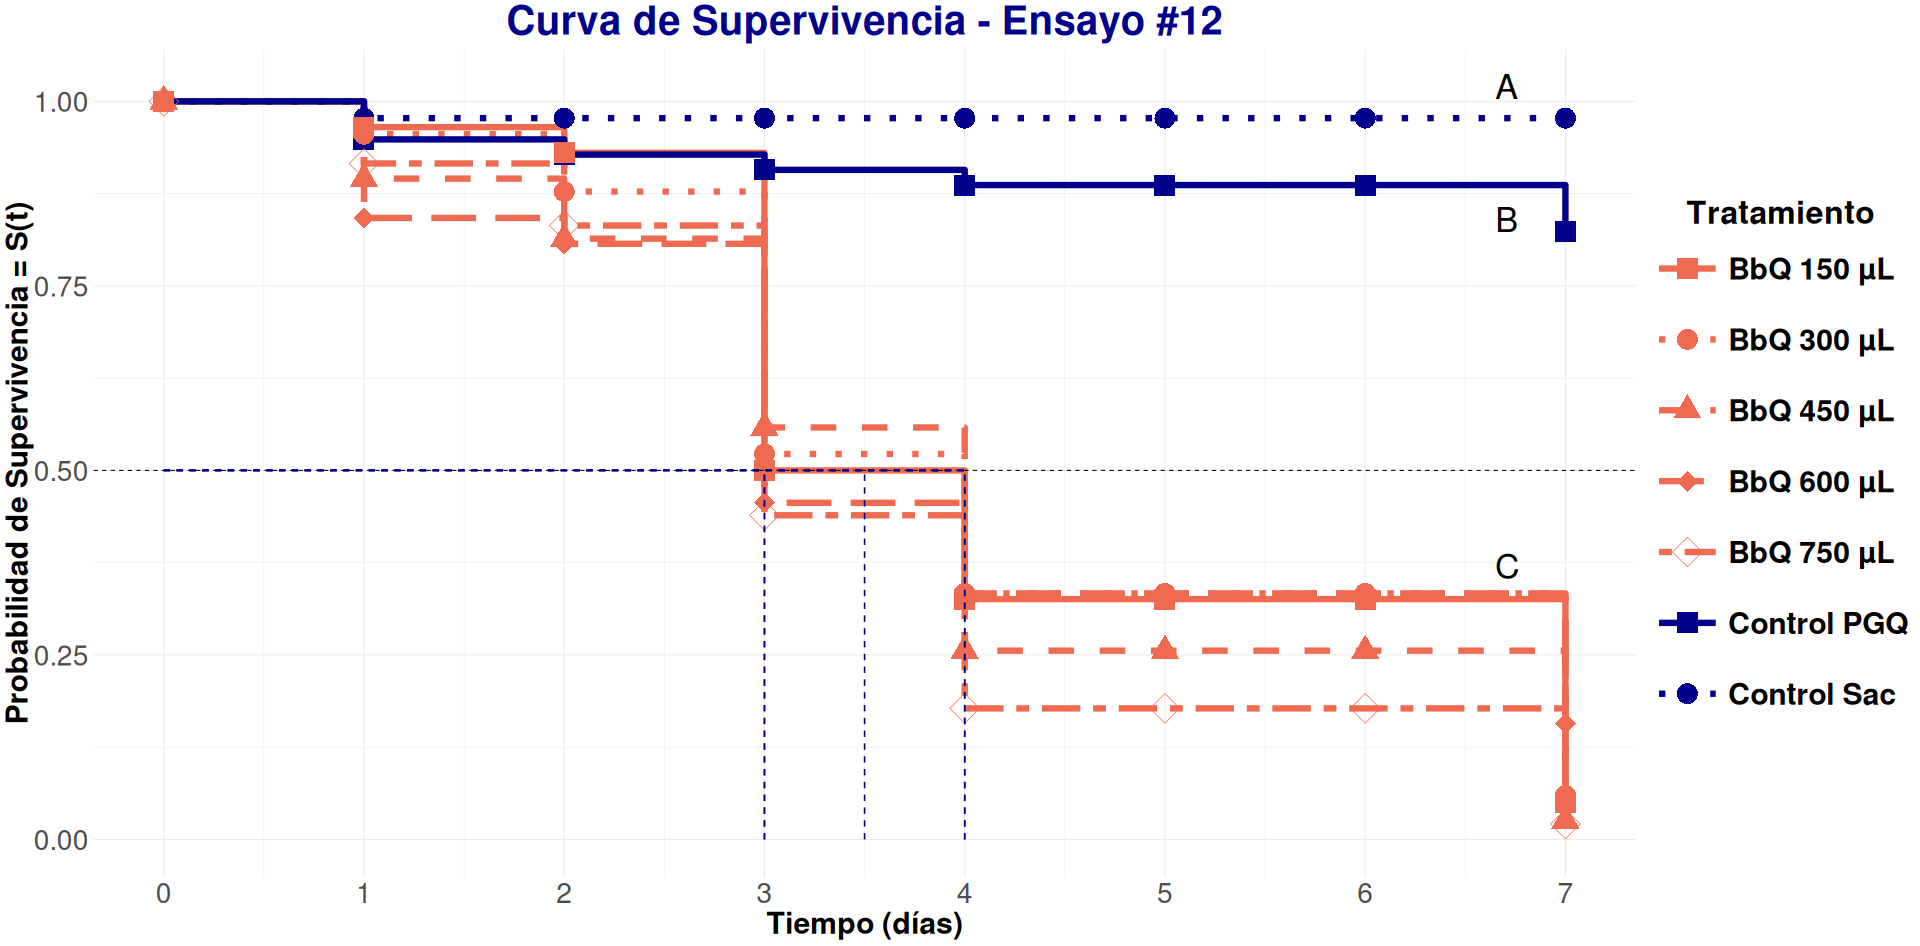 Curva de Supervivencia - Ensayo #12
Probabilidad de Supervivencia = S(t)
1.00
0.75
0.50
0.25
0.00
A
B
C
0 1 2 3 4 5 6 7
Tiempo (días)
Tratamiento
BbQ 150 µL
BbQ 300 µL
BbQ 450 µL
BbQ 600 µL
BbQ 750 µL
Control PGQ
Control Sac